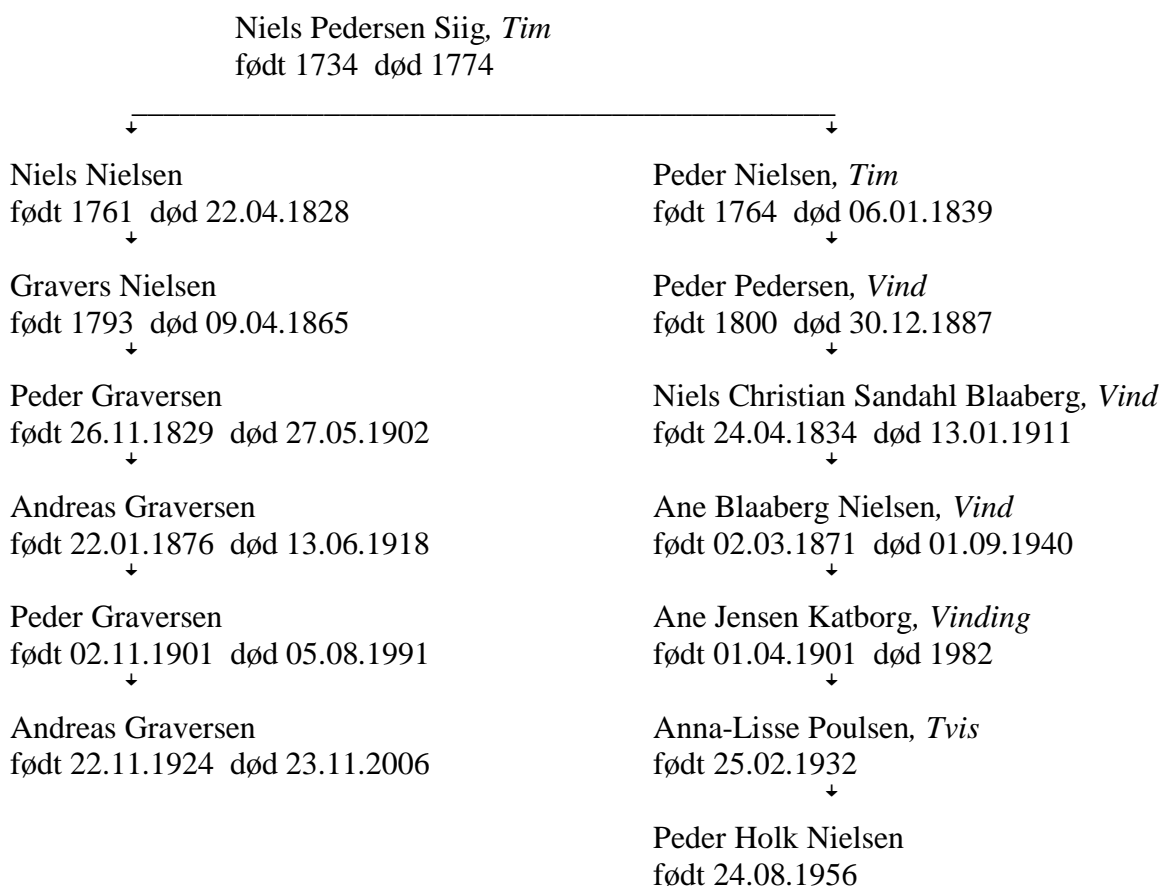 Niels Pedersen Siig, Tim
født 1734 død 1774
Niels Nielsen
født 1761 død 22.04.1828
Gravers Nielsen
født 1793 død 09.04.1865
Peder Graversen
født 26.11.1829 død 27.05.1902
Andreas Graversen
født 22.01.1876 død 13.06.1918
Peder Graversen
født 02.11.1901 død 05.08.1991
Andreas Graversen
født 22.11.1924 død 23.11.2006
Peder Nielsen, Tim
født 1764 død 06.01.1839
Peder Pedersen, Vind
født 1800 død 30.12.1887
Niels Christian Sandahl Blaaberg, Vind
født 24.04.1834 død 13.01.1911
Ane Blaaberg Nielsen, Vind
født 02.03.1871 død 01.09.1940
Ane Jensen Katborg, Vinding
født 01.04.1901 død 1982
Anna-Lisse Poulsen, Tvis
født 25.02.1932
Peder Holk Nielsen
født 24.08.1956